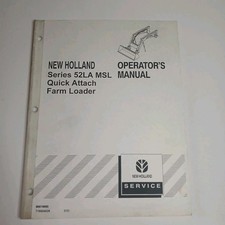 NEW HOLLAND
Series 52LA MSL
Quick Attach
Farm Loader
OPERATOR'S
MANUAL
NEW HOLLAND
SERVICE